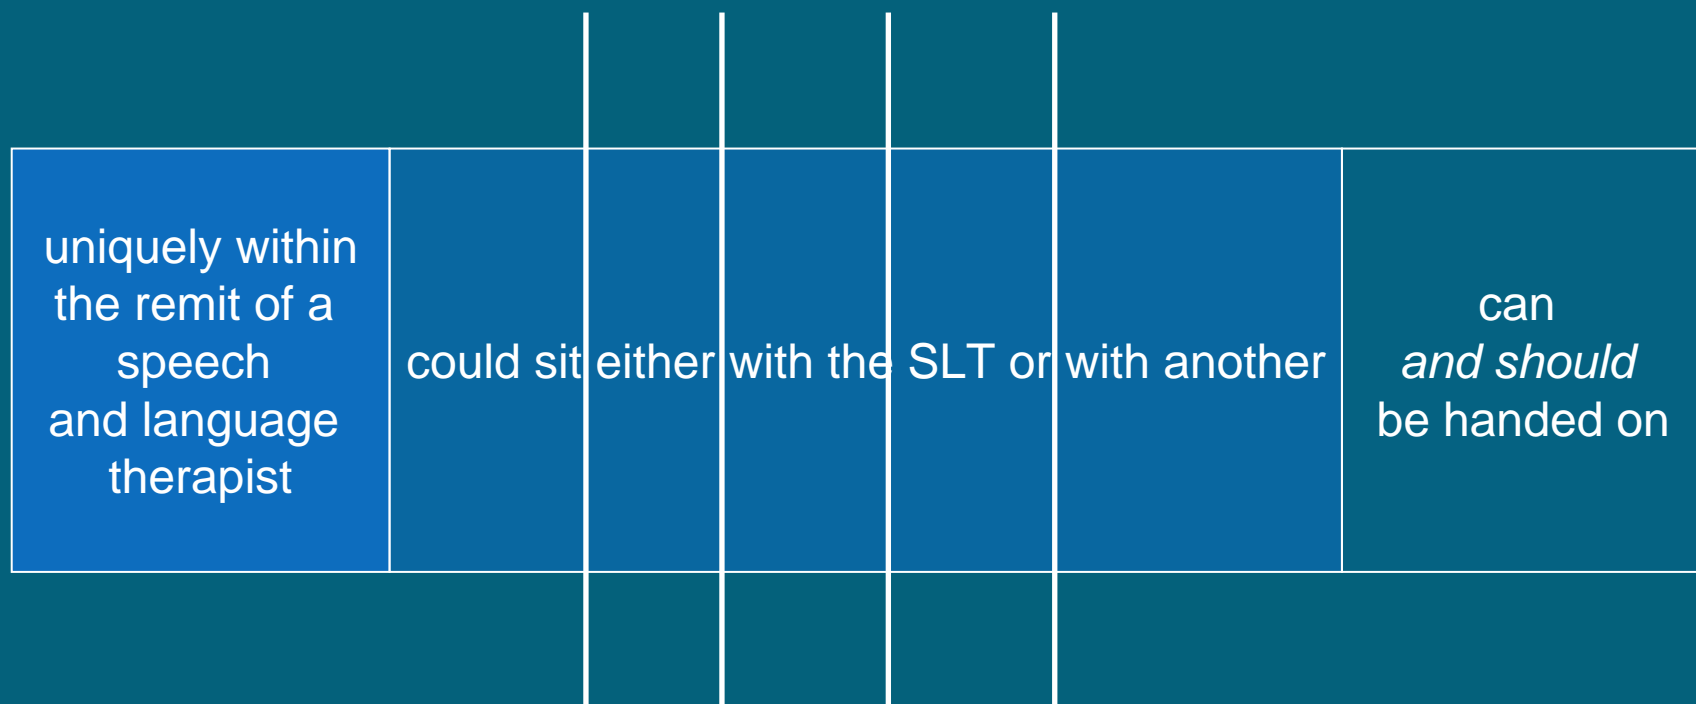 uniquely within
the remit of a
speech
and language
therapist
could sit either with the SLT or with another
can
and should
be handed on